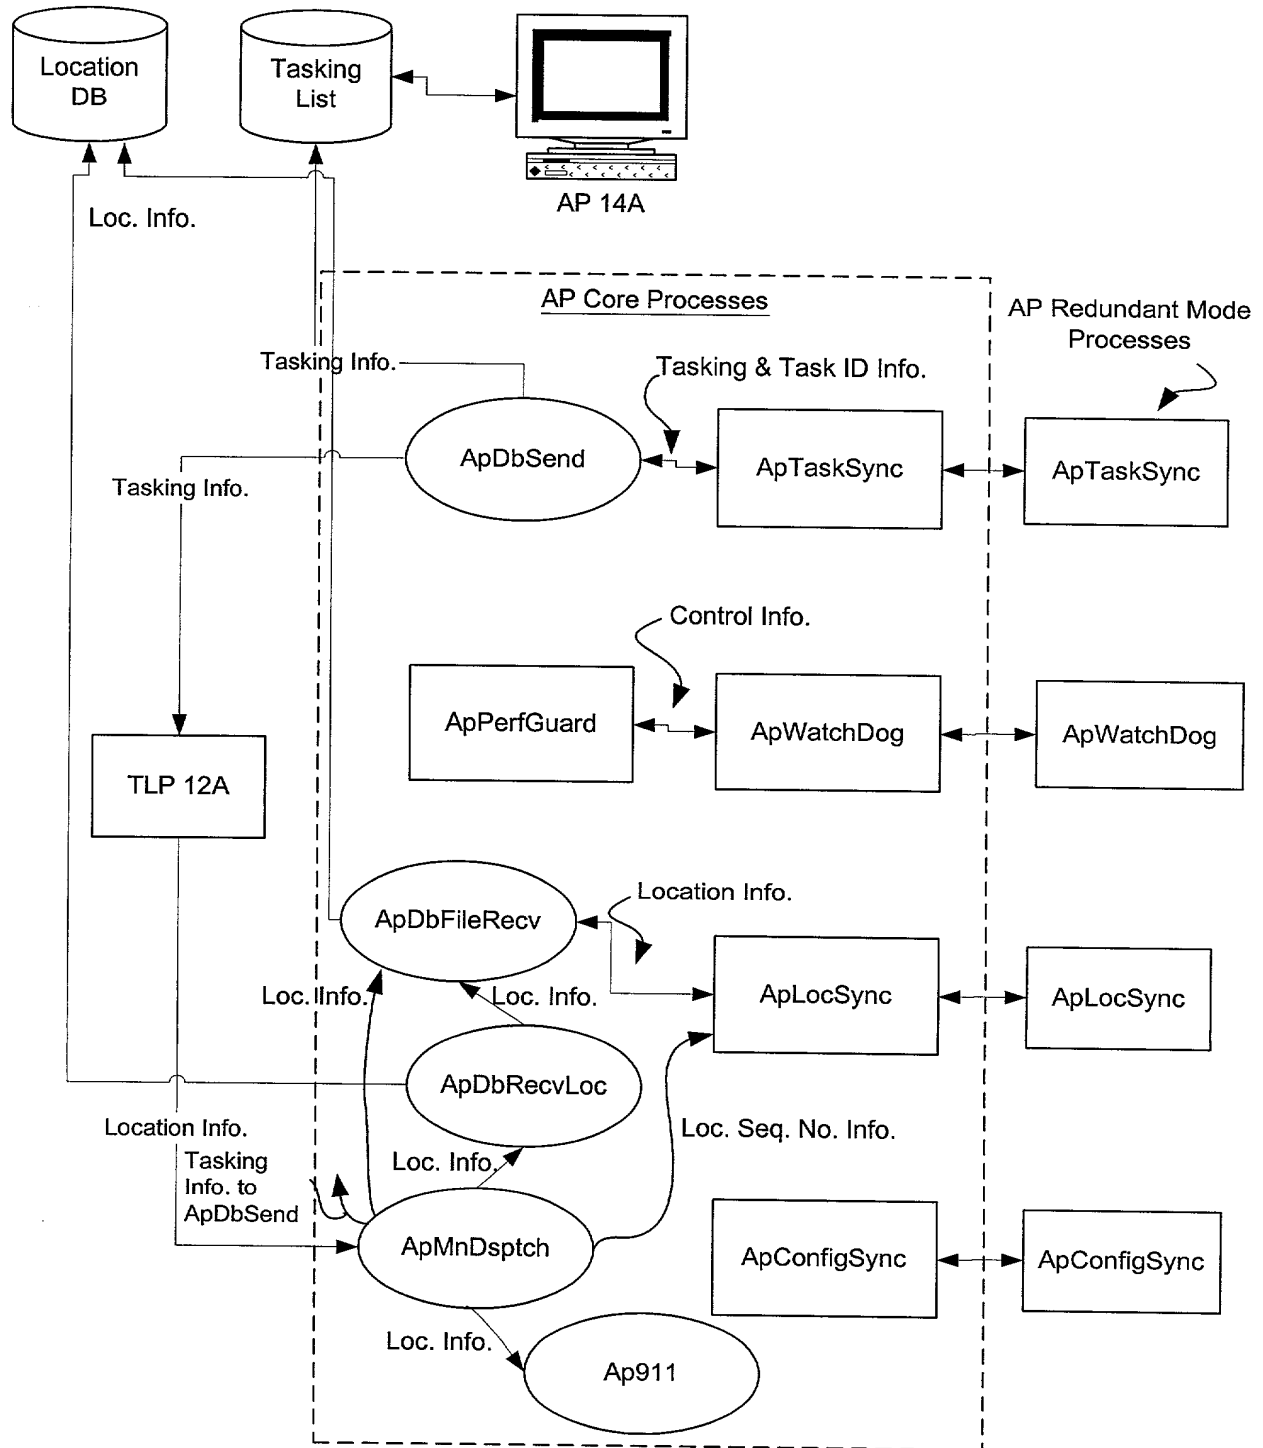 Location
DB
Tasking
List
AP 14A
Loc. Info.
AP Core Processes
AP Redundant Mode
Processes
Tasking Info.
Tasking & Task ID Info.
ApDbSend
ApTaskSync
ApTaskSync
Tasking Info.
Control Info.
ApPerfGuard
ApWatchDog
ApWatchDog
TLP 12A
Location Info.
ApDbFileRecv
Loc. Info.
Loc. Info.
ApLocSync
ApLocSync
ApDbRecvLoc
Location Info.
Loc. Seq. No. Info.
Loc. Info.
Tasking
Info. to
ApDbSend
ApMnDsptch
ApConfigSync
ApConfigSync
Loc. Info.
Ap911